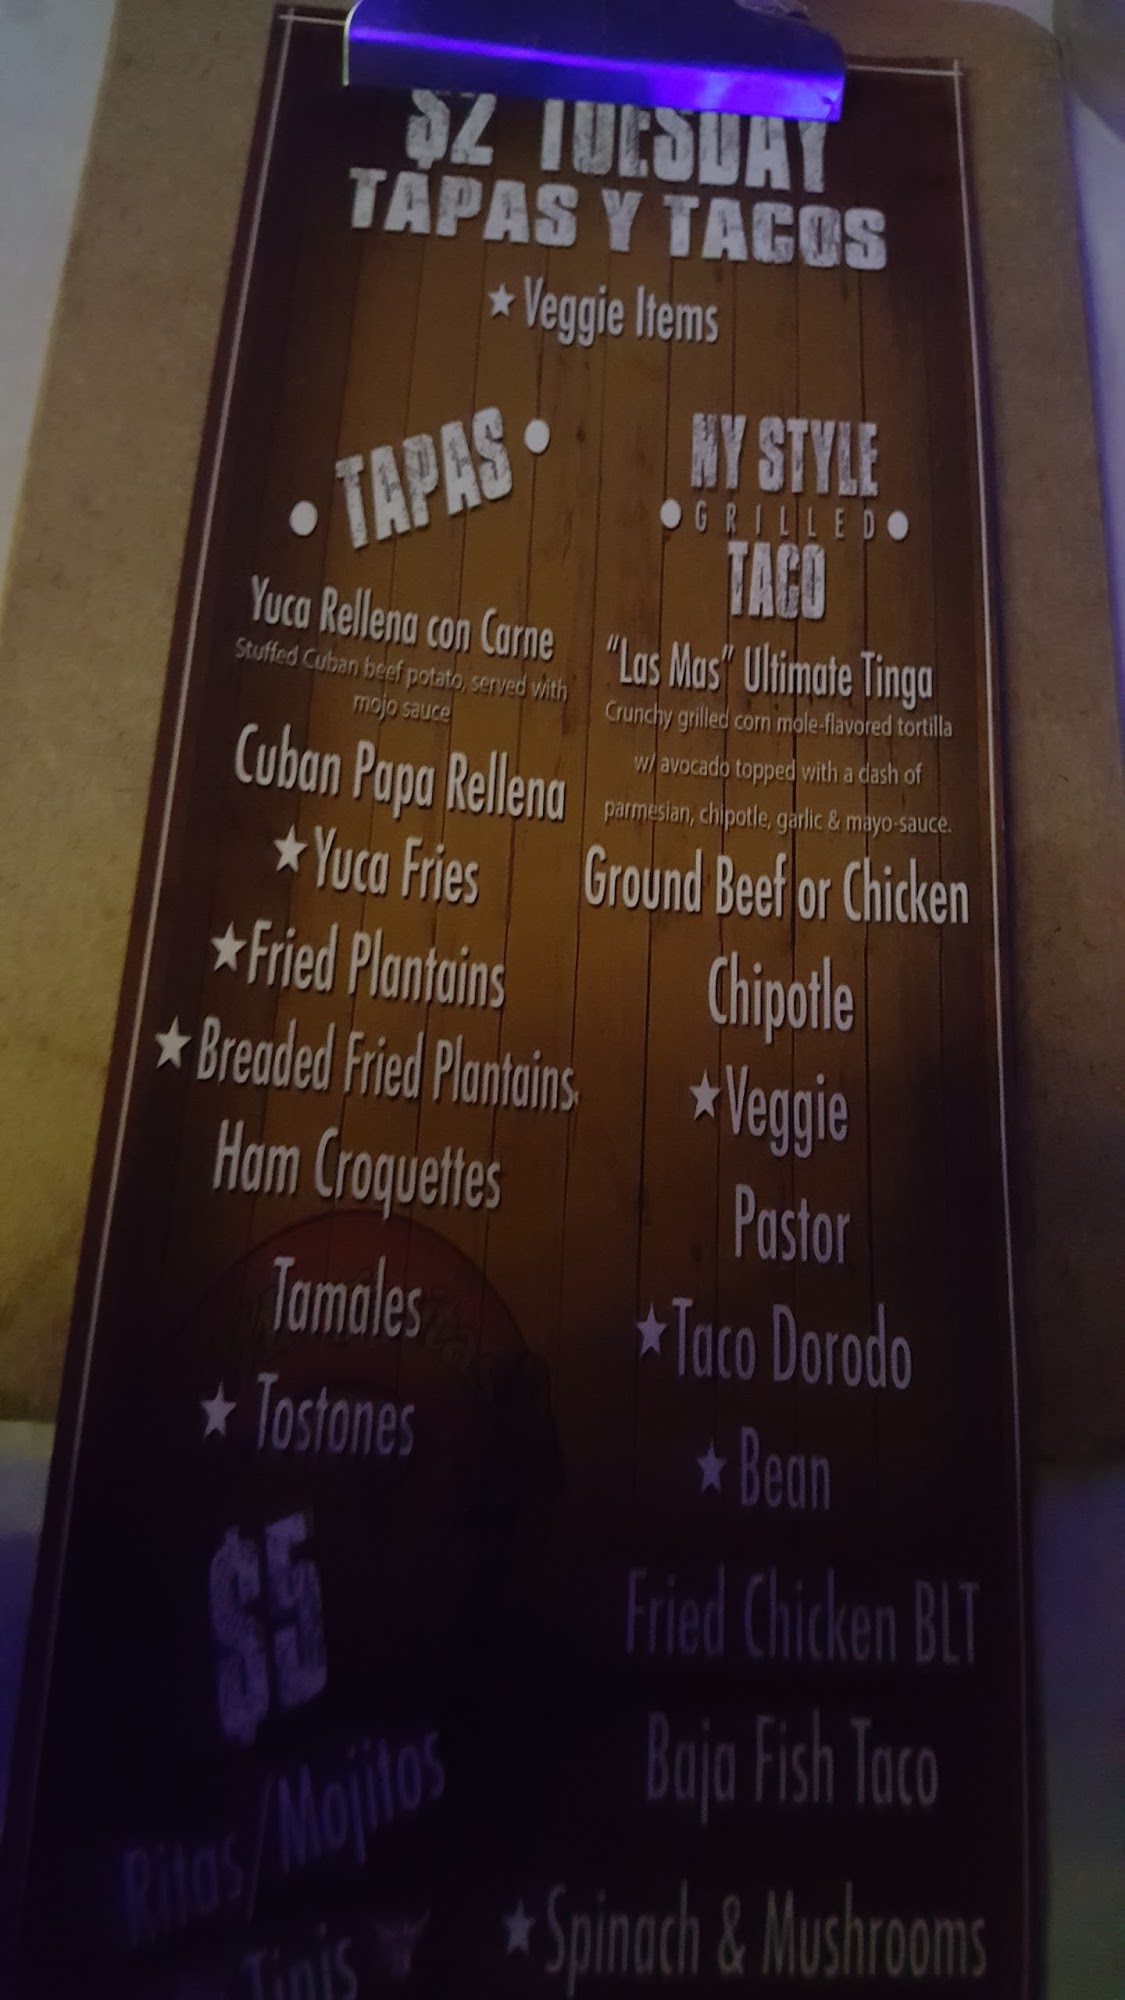 $2 TUESDAY
TAPAS Y TACOS
★ Veggie Items
• TAPAS •
Yuca Rellena con Carne
Stuffed Cuban beef potato, served with
mojo sauce
Cuban Papa Rellena
★ Yuca Fries
★ Fried Plantains
★ Breaded Fried Plantains
Ham Croquettes
Tamales
★ Tostones
$5
Ritas/Mojitos
Tinis
NY STYLE
• GRILLED •
TACO
"Las Mas" Ultimate Tinga
Crunchy grilled corn mole-flavored tortilla
w/ avocado topped with a dash of
parmesian, chipotle, garlic & mayo-sauce.
Ground Beef or Chicken
Chipotle
★ Veggie
Pastor
★ Taco Dorodo
★ Bean
Fried Chicken BLT
Baja Fish Taco
★ Spinach & Mushrooms